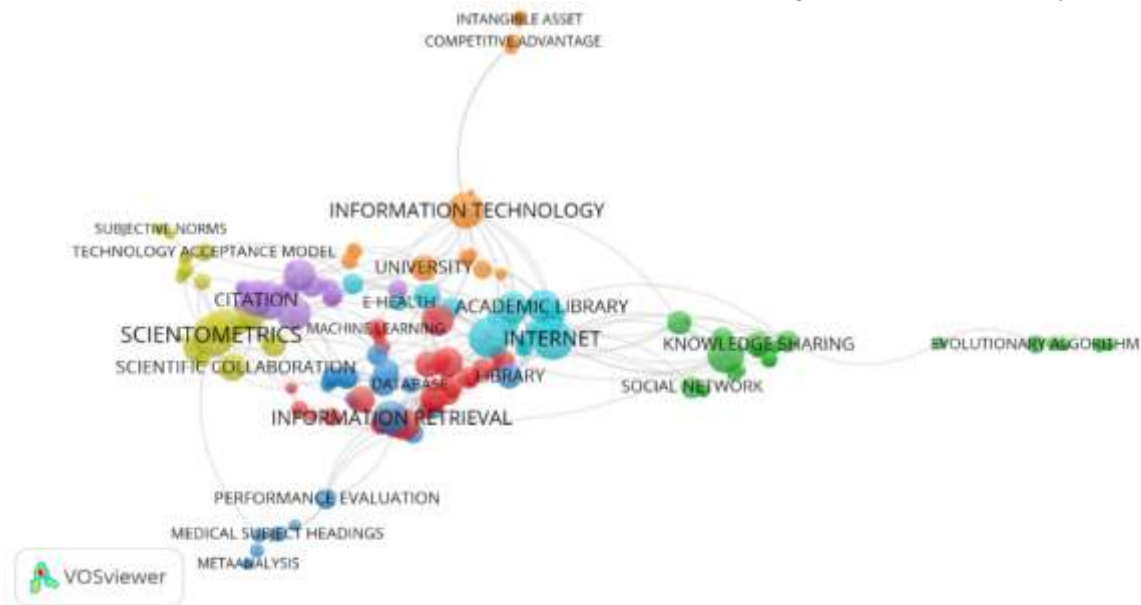 INTANGIBLE ASSET
COMPETITIVE ADVANTAGE
INFORMATION TECHNOLOGY
SUBJECTIVE NORMS
TECHNOLOGY ACCEPTANCE MODEL
UNIVERSITY
CITATION
E-HEALTH
ACADEMIC LIBRARY
SCIENTOMETRICS
MACHINE LEARNING
INTERNET
KNOWLEDGE SHARING
EVOLUTIONARY ALGORITHM
SCIENTIFIC COLLABORATION
DATABASE
LIBRARY
SOCIAL NETWORK
INFORMATION RETRIEVAL
PERFORMANCE EVALUATION
MEDICAL SUBJECT HEADINGS
METAANALYSIS
VOSviewer